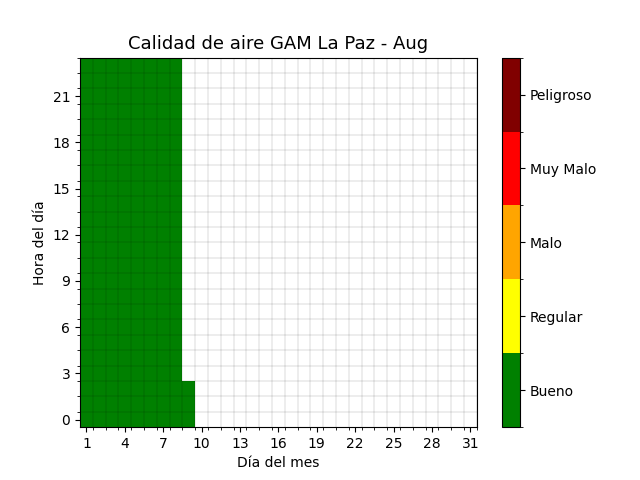 Calidad de aire GAM La Paz - Aug
Hora del día
21
18
15
12
9
6
3
0
1 4 7 10 13 16 19 22 25 28 31
Día del mes
Peligroso
Muy Malo
Malo
Regular
Bueno